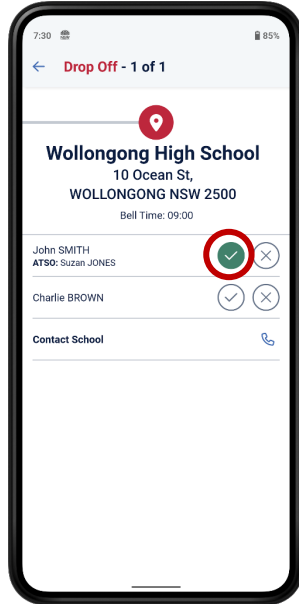 7:30
85%
Drop Off - 1 of 1
Wollongong High School
10 Ocean St,
WOLLONGONG NSW 2500
Bell Time: 09:00
John SMITH
ATSO: Suzan JONES
Charlie BROWN
Contact School